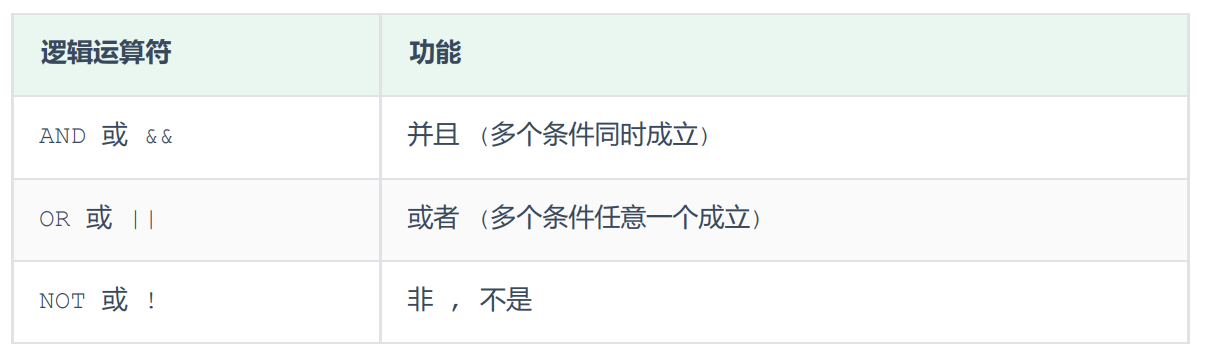 逻辑运算符 功能
AND 或 && 并且 (多个条件同时成立)
OR 或 || 或者 (多个条件任意一个成立)
NOT 或 ! 非 , 不是